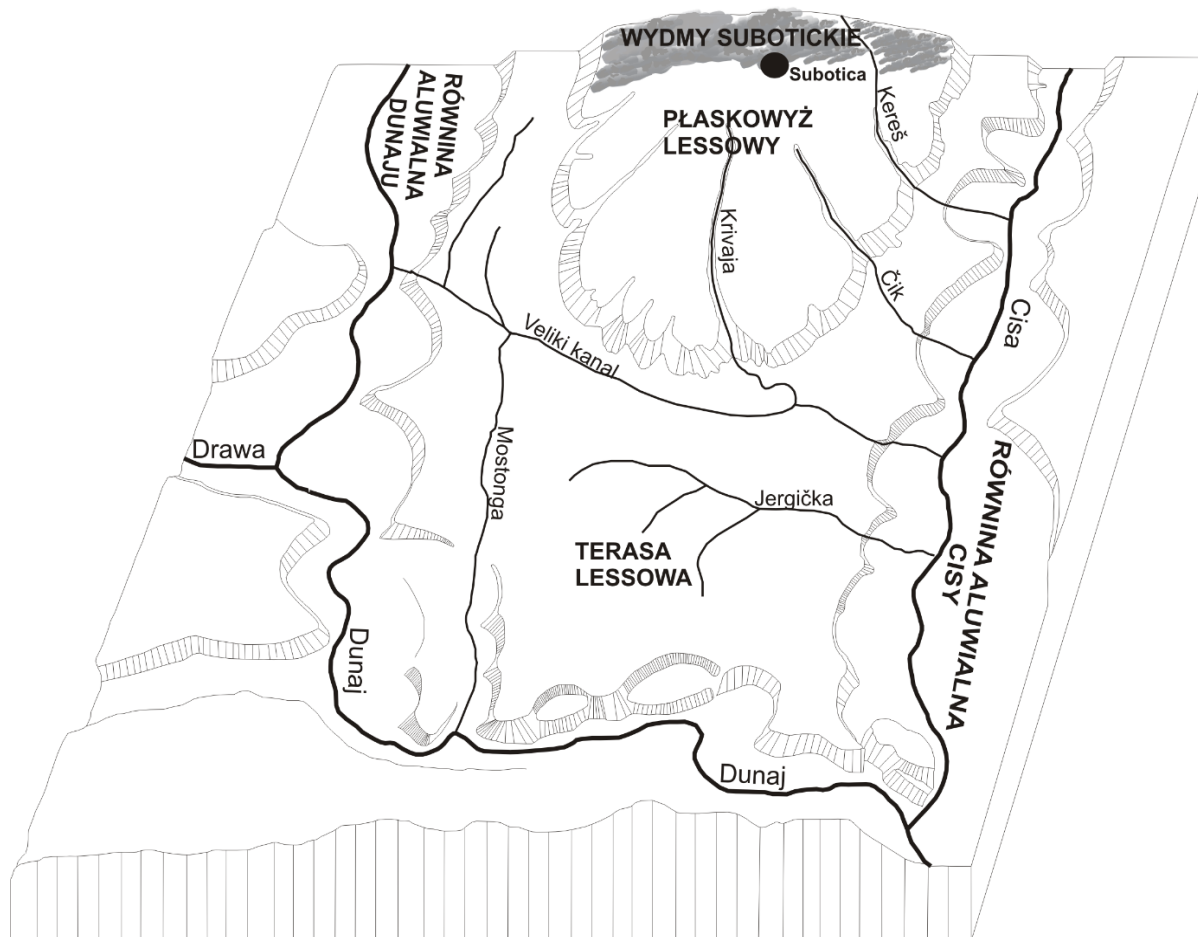 WYDMY SUBOTICKIE
Subotica
RÓWNINA
ALUWIALNA
DUNAJU
PŁASKOWYŻ
LESSOWY
Kereš
Krivaja
Čik
Cisa
Veliki kanal
Drawa
Mostonga
Jergička
TERASA
LESSOWA
RÓWNINA ALUWIALNA
CISY
Dunaj
Dunaj